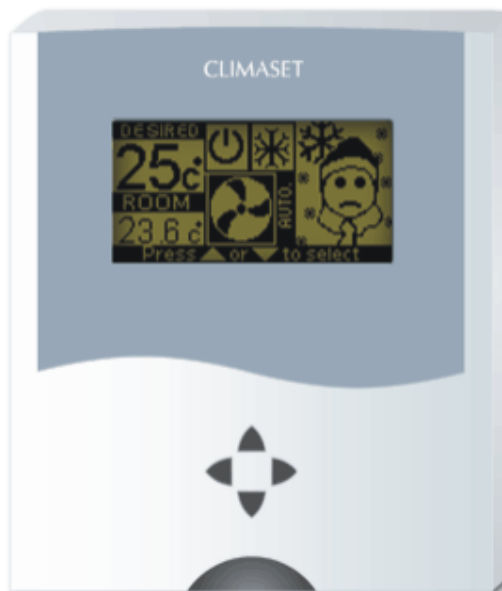 CLIMASET
DESIRED
25c
ROOM
23.6 c
AUTO.
Press or to select